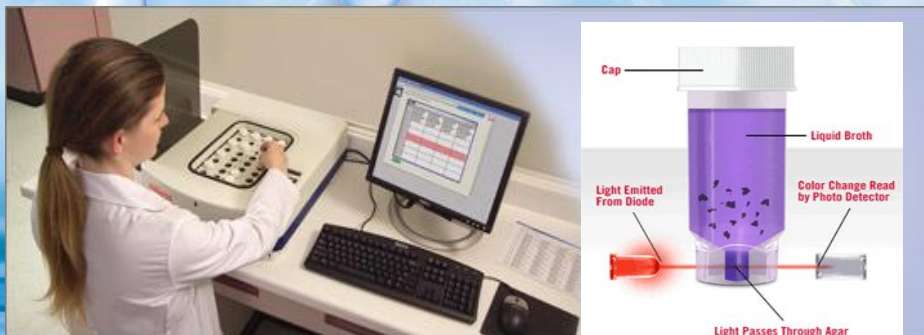 Cap
Liquid Broth
Light Emitted
From Diode
Color Change Read
by Photo Detector
Light Passes Through Agar